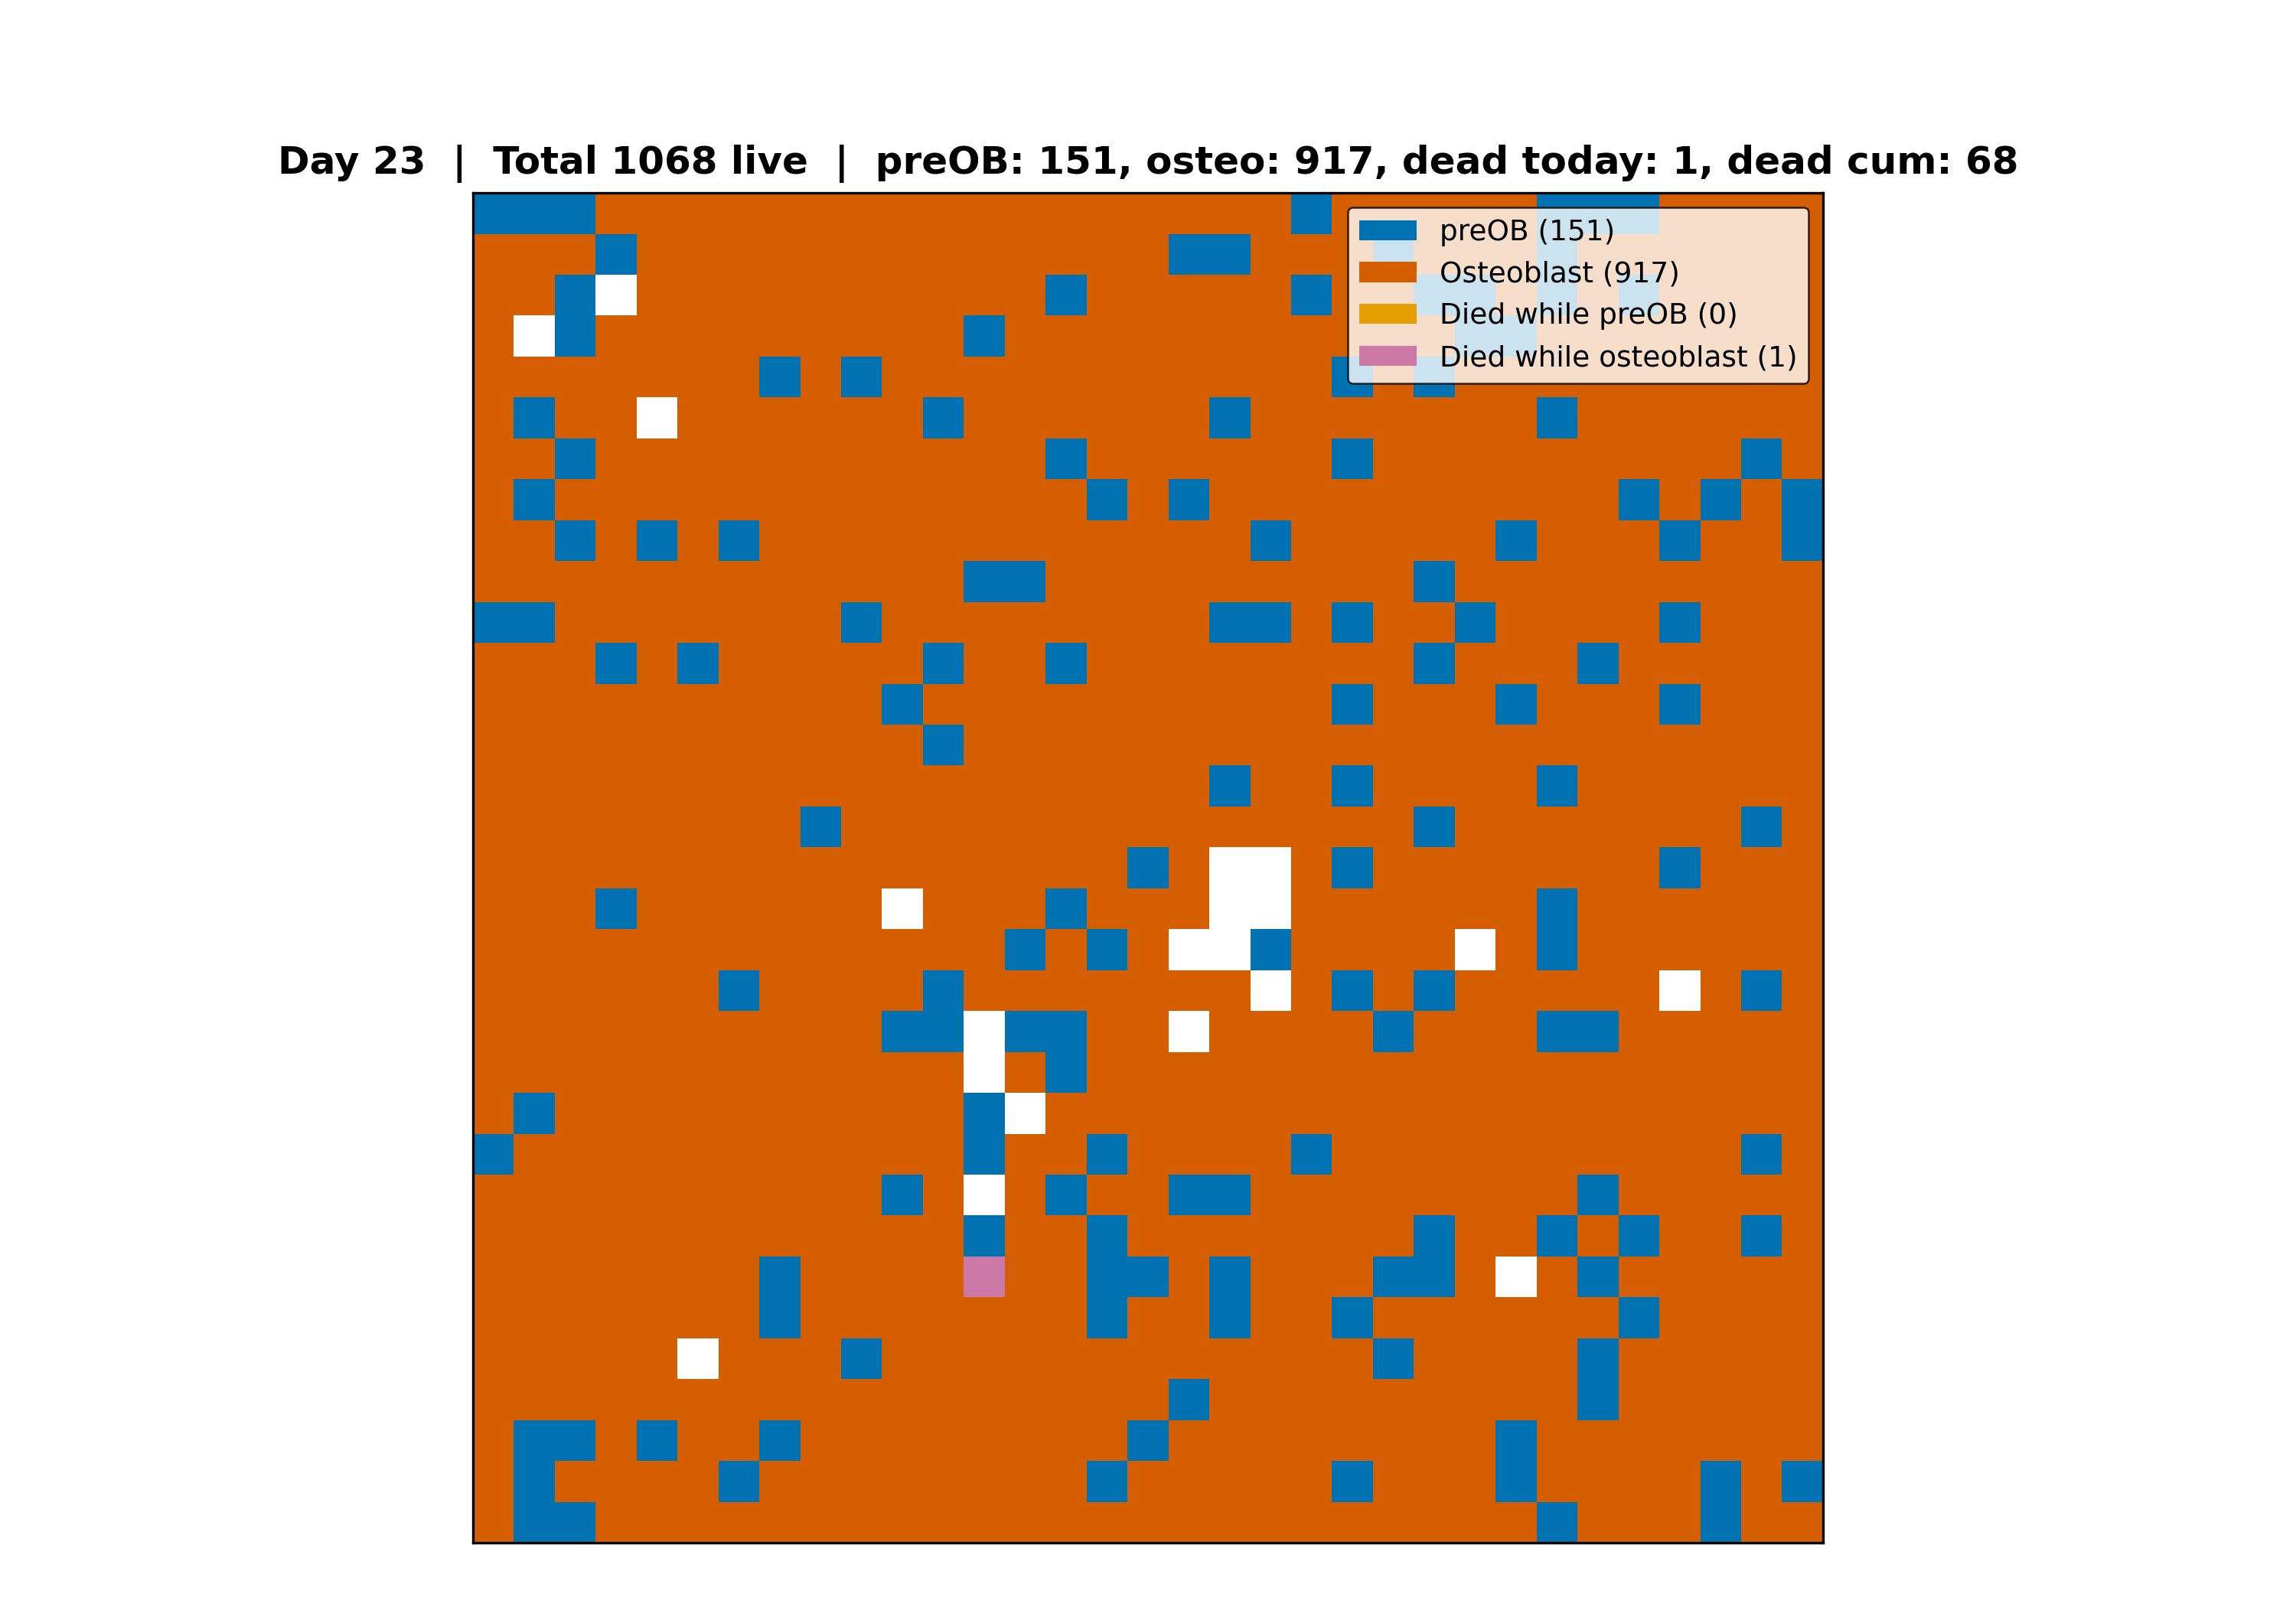 Day 23 | Total 1068 live | preOB: 151, osteo: 917, dead today: 1, dead cum: 68
preOB (151)
Osteoblast (917)
Died while preOB (0)
Died while osteoblast (1)